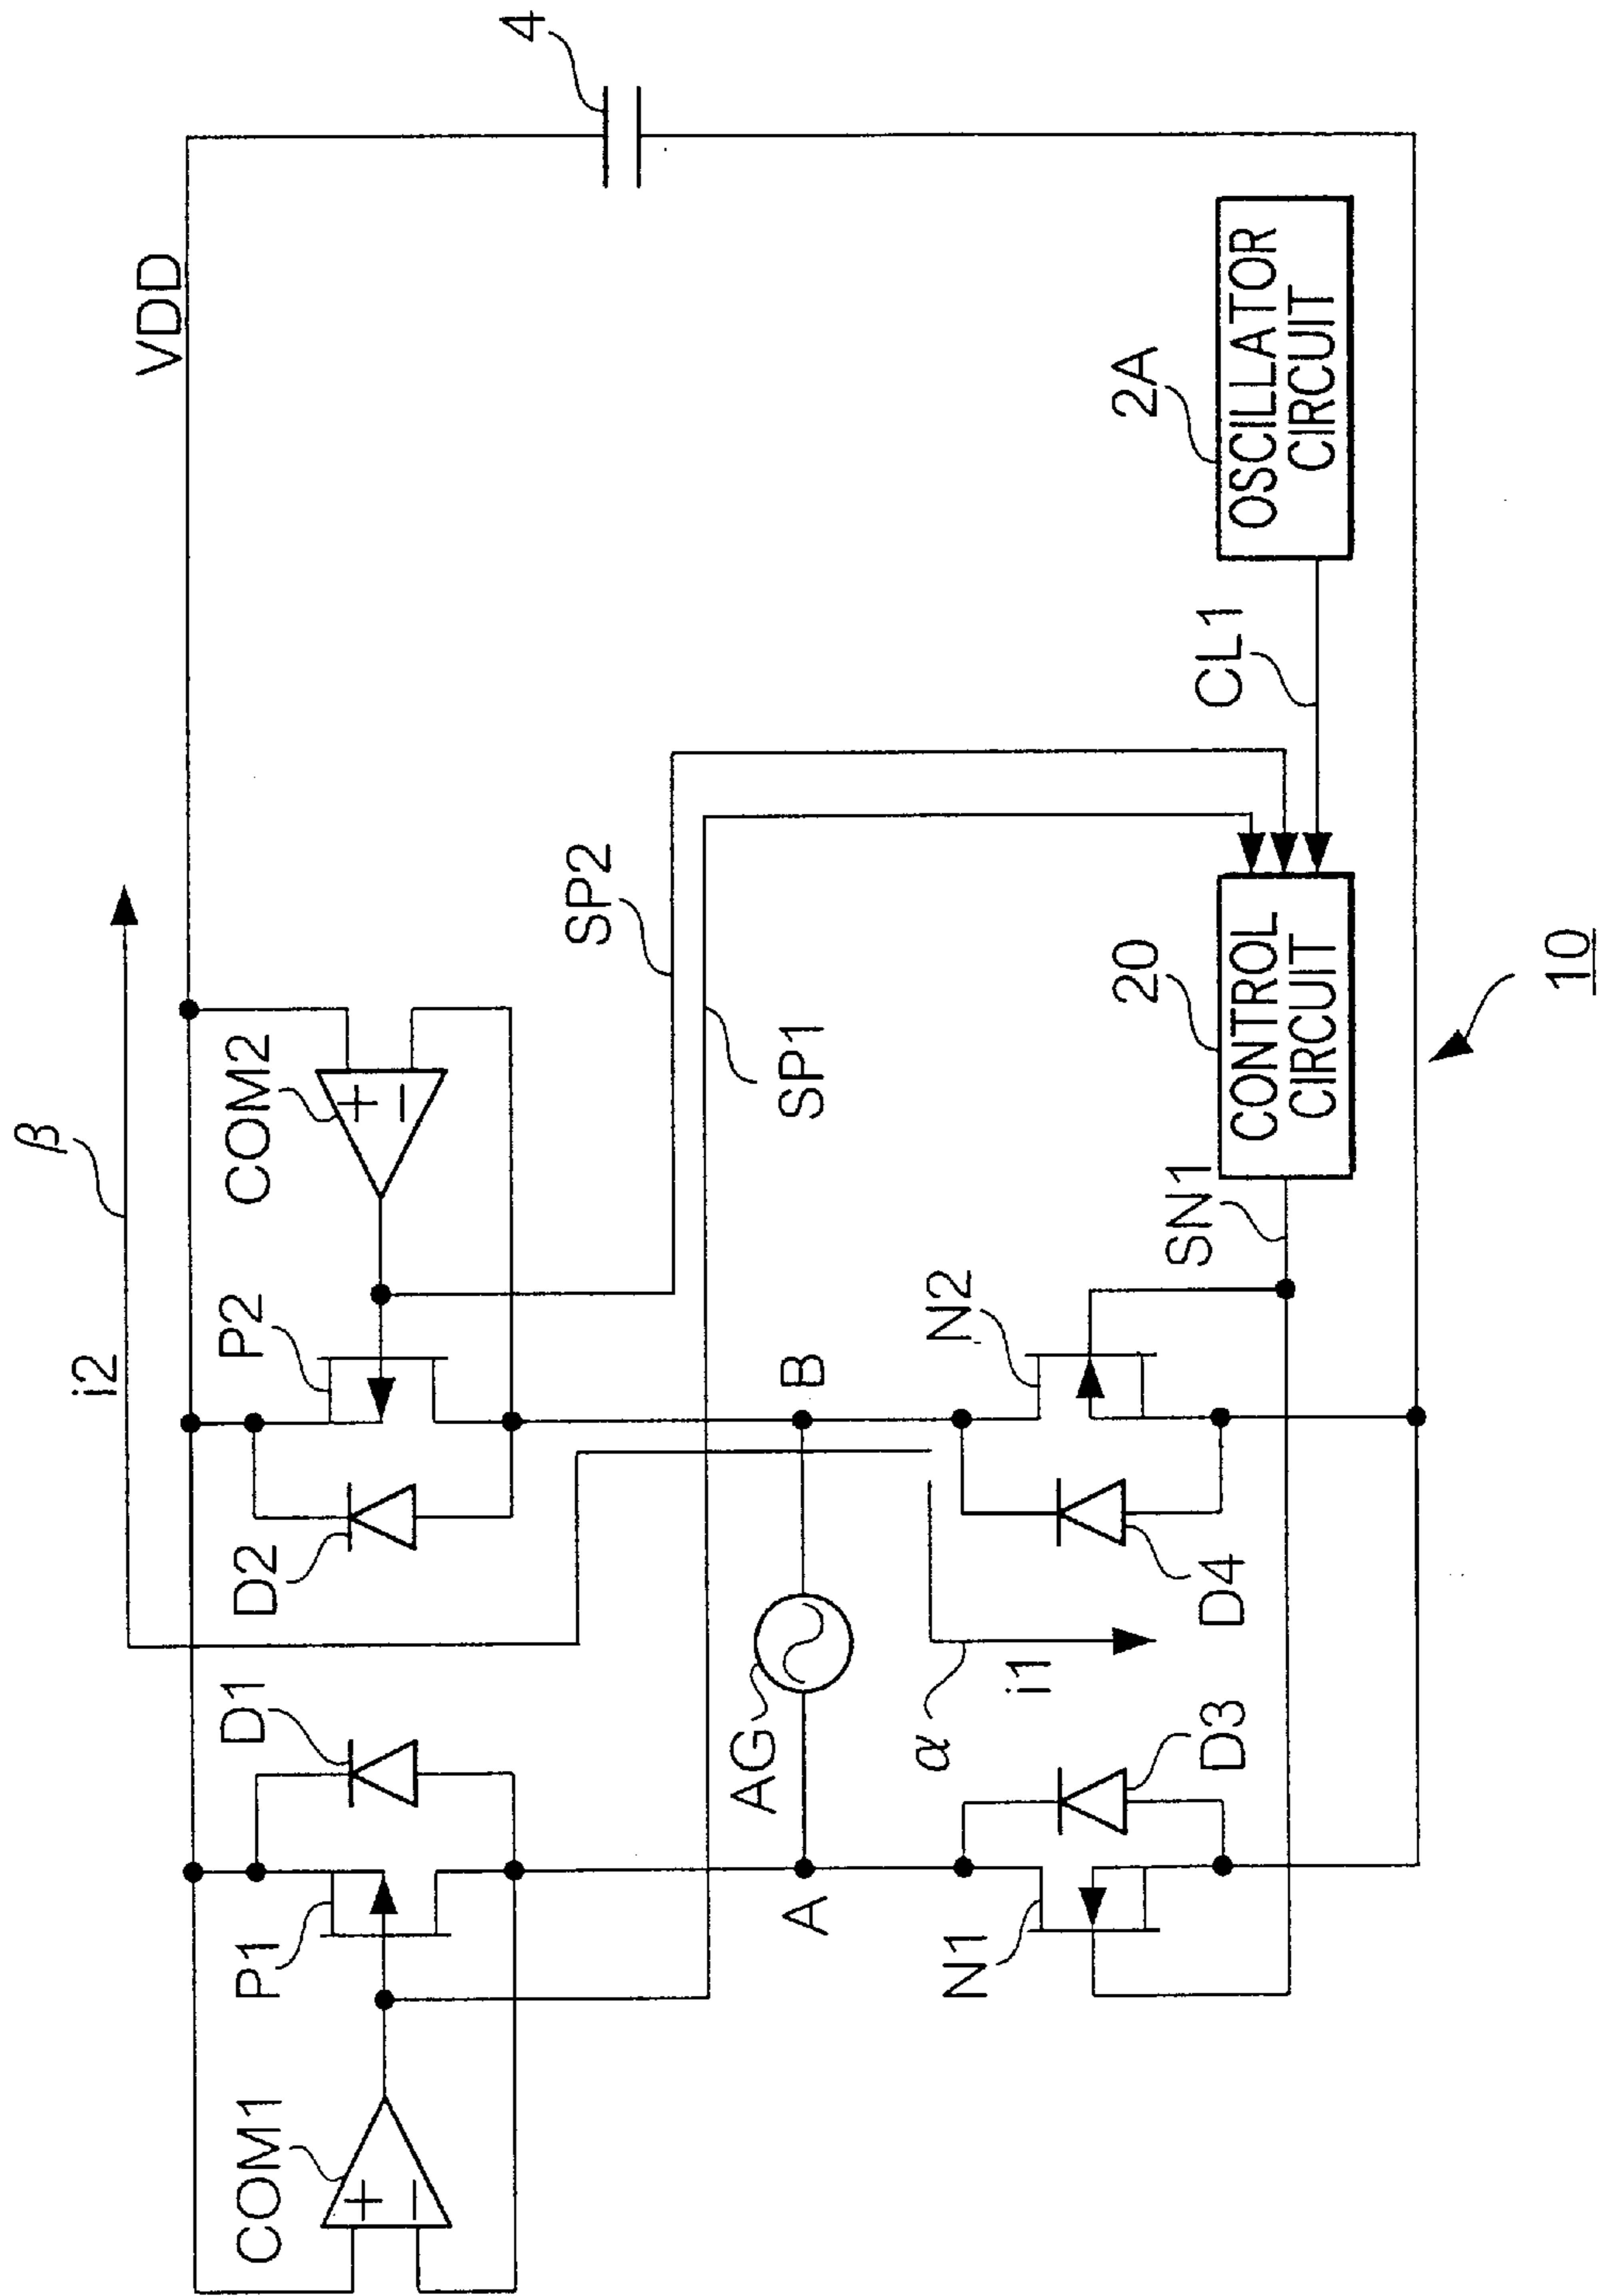 β
i2
VDD
4
COM1
P1
D1
D2
P2
COM2
SP2
SP1
A
AG
B
α
i1
N1
D3
D4
N2
SN1
20
CONTROL
CIRCUIT
CL1
2A
OSCILLATOR
CIRCUIT
10
+
−
+
−